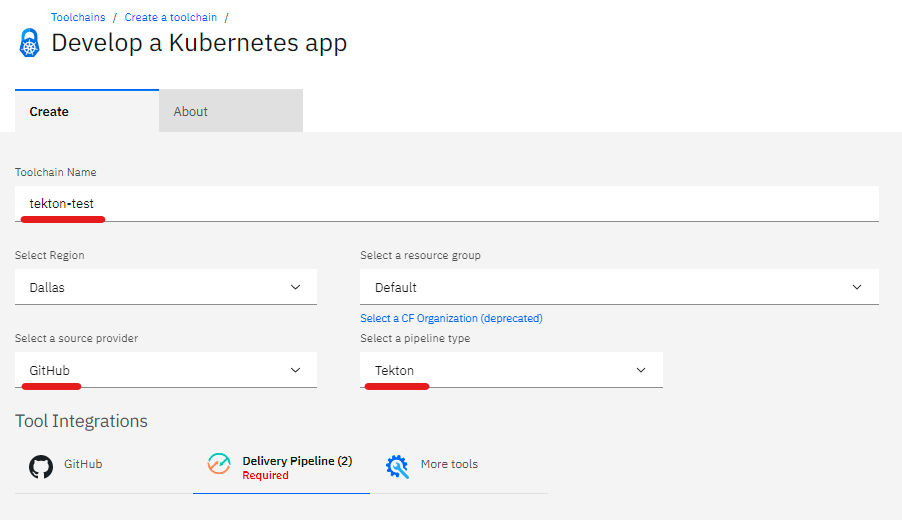 Toolchains / Create a toolchain /
Develop a Kubernetes app
Create About
Toolchain Name
tekton-test
Select Region Select a resource group
Dallas Default
Select a CF Organization (deprecated)
Select a source provider Select a pipeline type
GitHub Tekton
Tool Integrations
GitHub Delivery Pipeline (2) More tools
Required